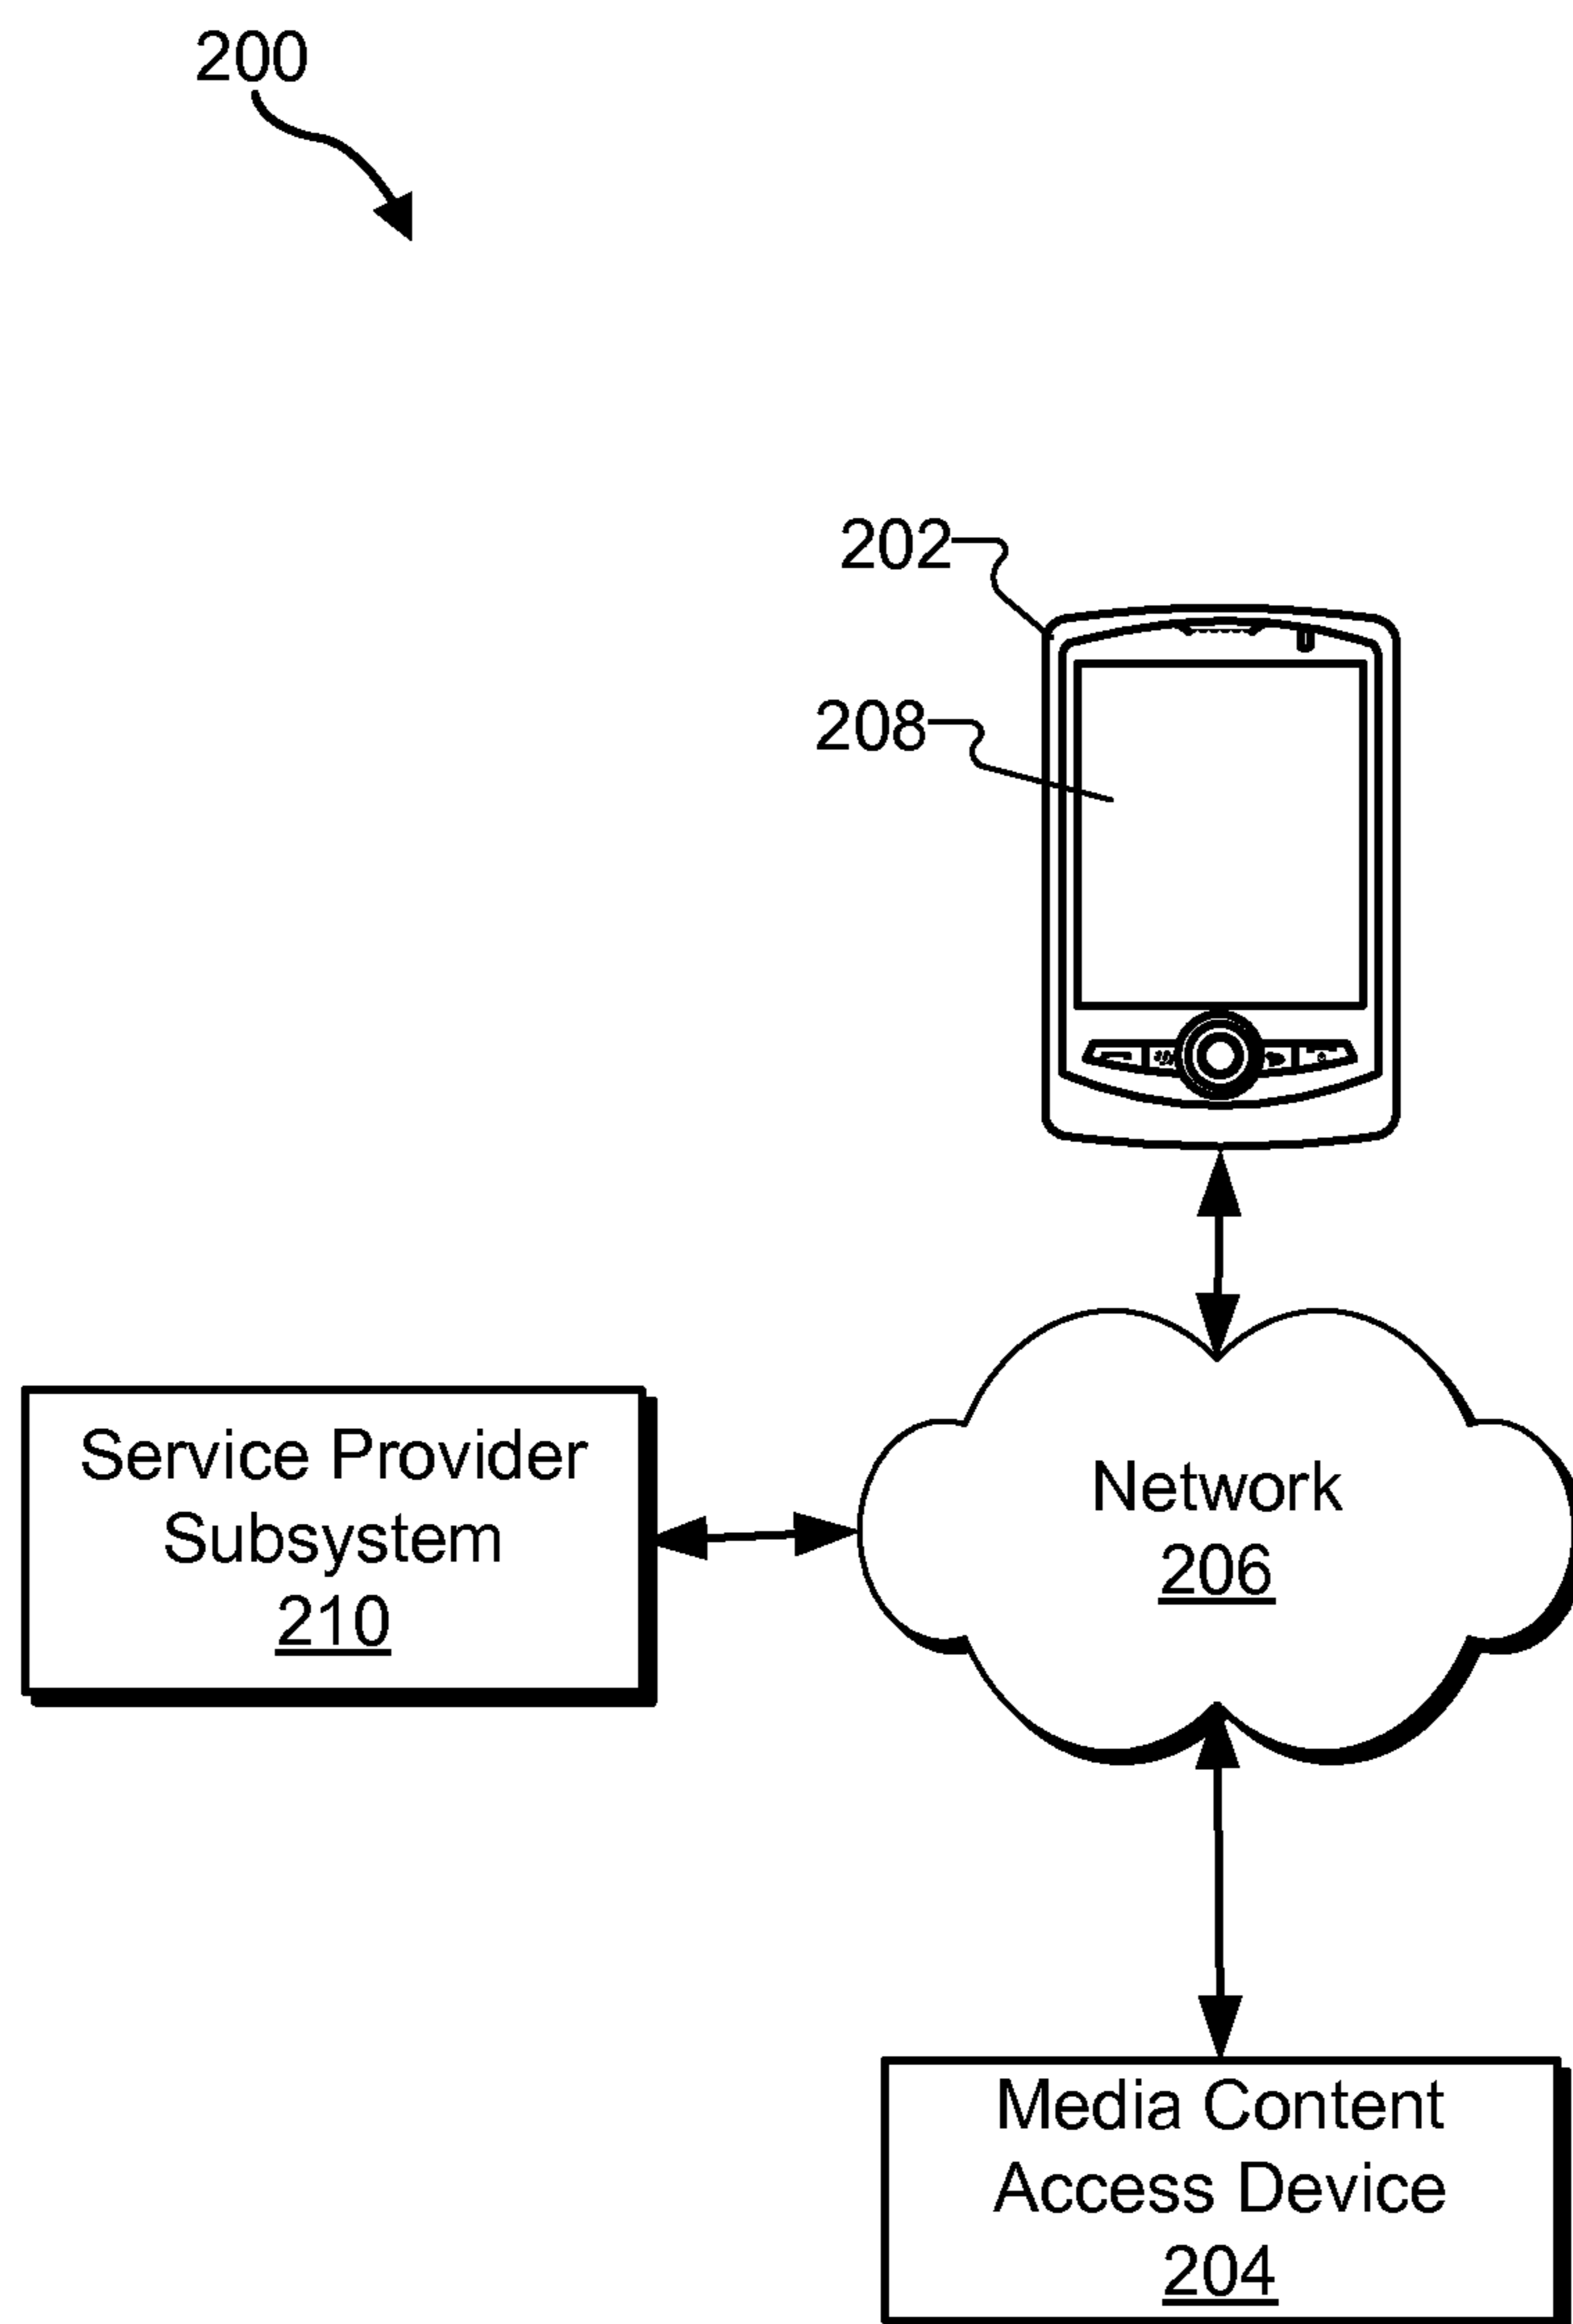 200
202
208
Service Provider
Subsystem
210
Network
206
Media Content
Access Device
204